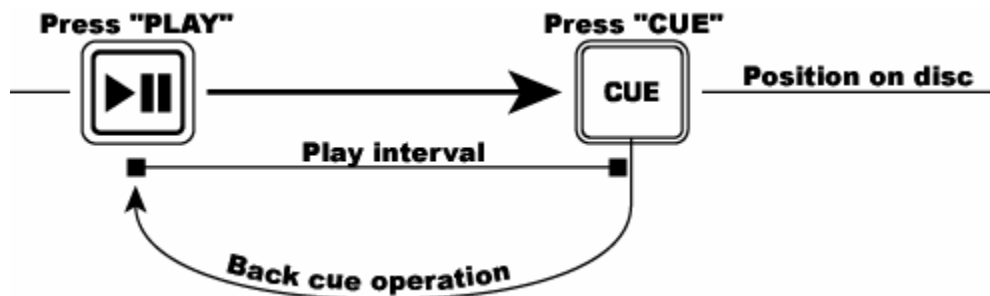 Press "PLAY"
Press "CUE"
CUE
Position on disc
Play interval
Back cue operation